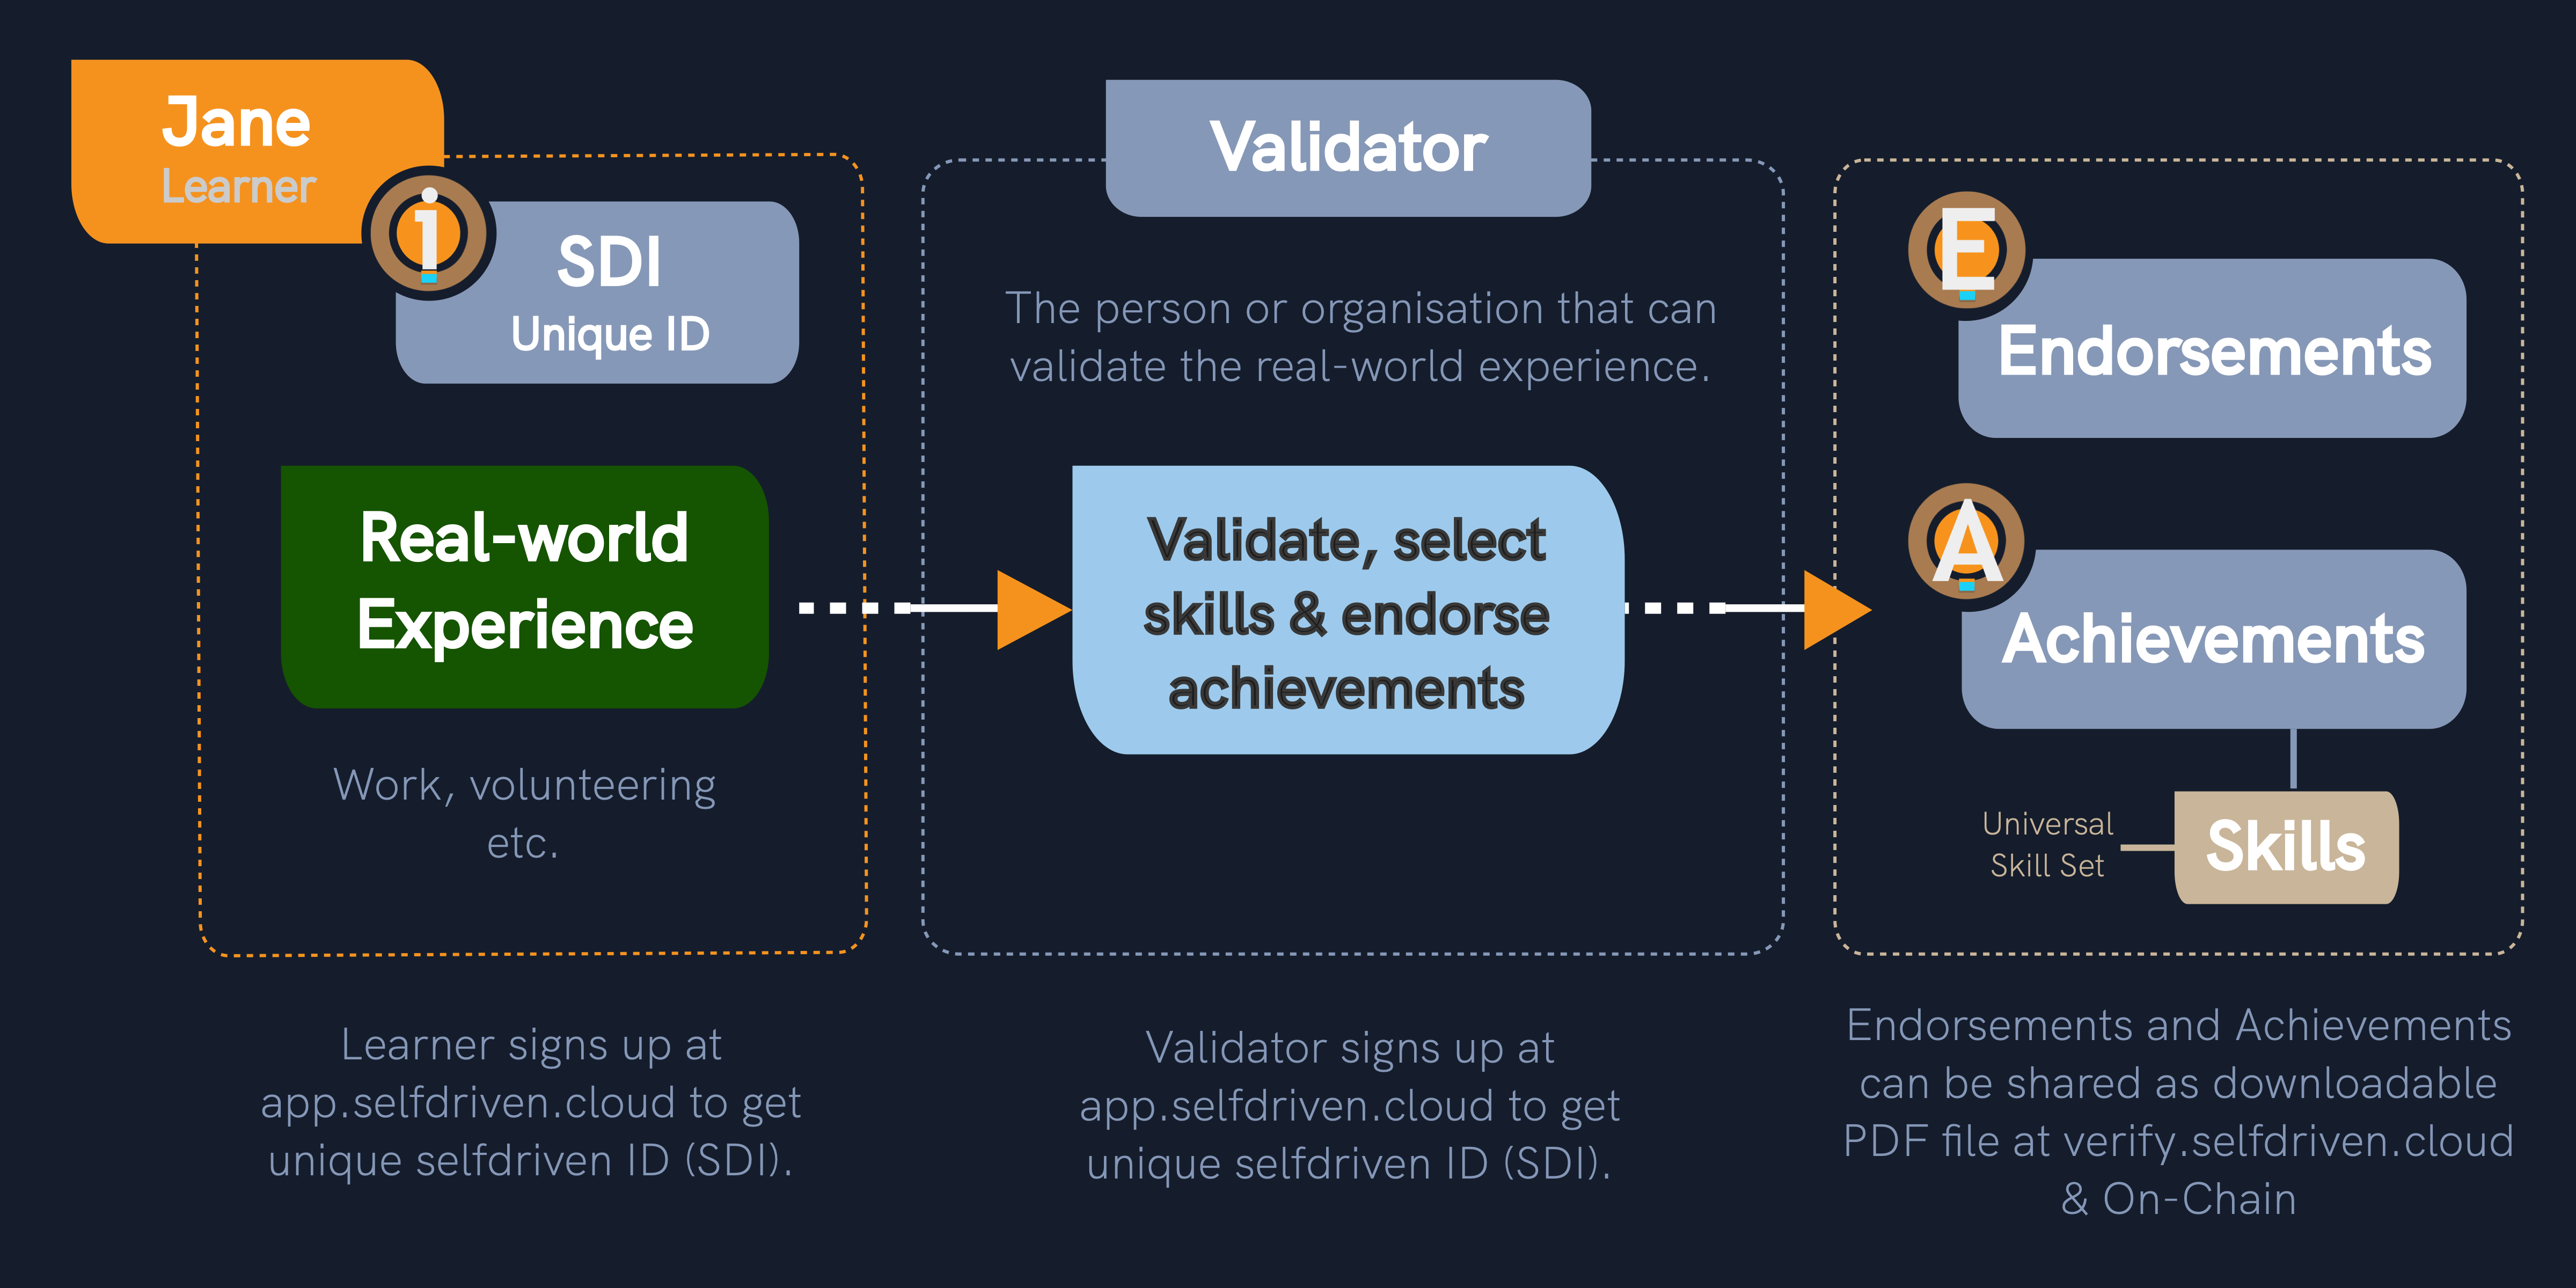 Jane
Learner
i
SDI
Unique ID
Real-world
Experience
Work, volunteering
etc.
Learner signs up at
app.selfdriven.cloud to get
unique selfdriven ID (SDI).
Validator
The person or organisation that can
validate the real-world experience.
Validate, select
skills & endorse
achievements
Validator signs up at
app.selfdriven.cloud to get
unique selfdriven ID (SDI).
E
Endorsements
A
Achievements
Universal
Skill Set
Skills
Endorsements and Achievements
can be shared as downloadable
PDF file at verify.selfdriven.cloud
& On-Chain